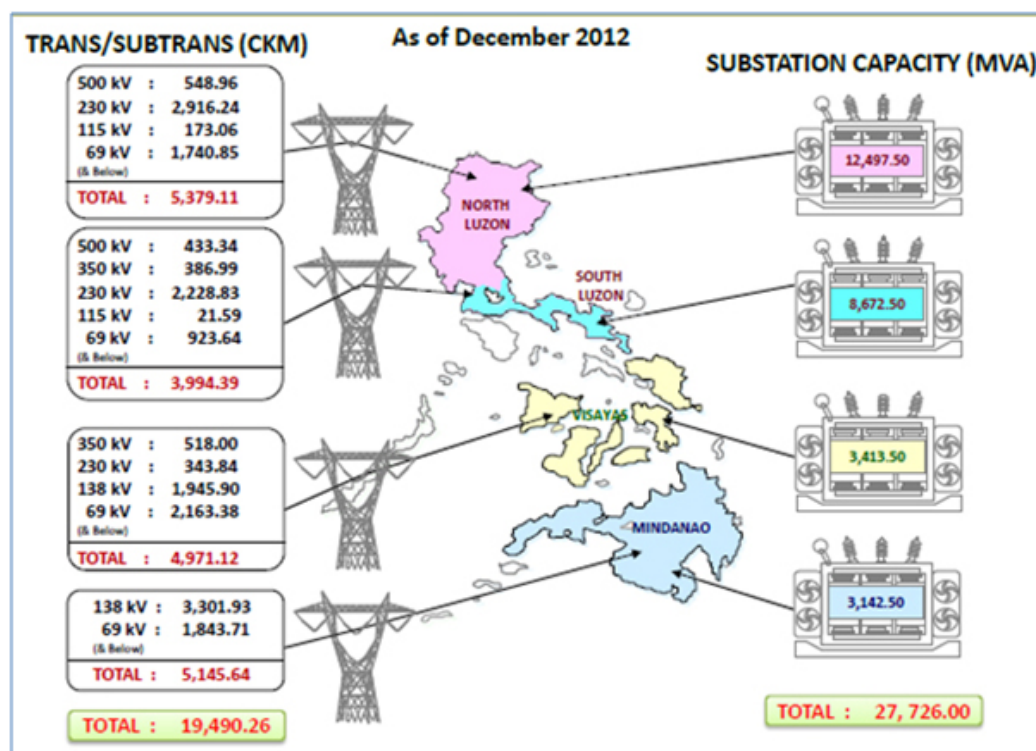 As of December 2012
TRANS/SUBTRANS (CKM)
500 kV : 548.96
230 kV : 2,916.24
115 kV : 173.06
69 kV : 1,740.85
(& Below)
TOTAL : 5,379.11
500 kV : 433.34
350 kV : 386.99
230 kV : 2,228.83
115 kV : 21.59
69 kV : 923.64
(& Below)
TOTAL : 3,994.39
350 kV : 518.00
230 kV : 343.84
138 kV : 1,945.90
69 kV : 2,163.38
(& Below)
TOTAL : 4,971.12
138 kV : 3,301.93
69 kV : 1,843.71
(& Below)
TOTAL : 5,145.64
TOTAL : 19,490.26
NORTH
LUZON
SOUTH
LUZON
VISAYAS
MINDANAO
SUBSTATION CAPACITY (MVA)
12,497.50
8,672.50
3,413.50
3,142.50
TOTAL : 27, 726.00